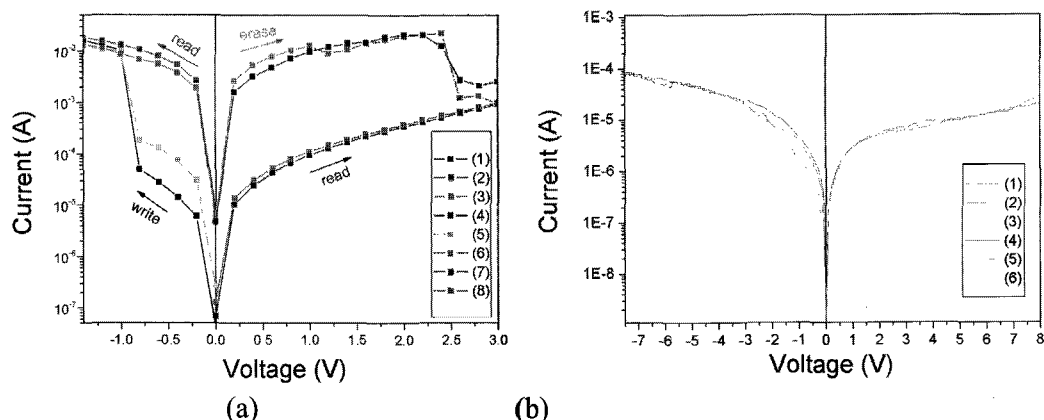 10⁻²
10⁻³
10⁻⁴
10⁻⁵
10⁻⁶
10⁻⁷
Current (A)
read
erase
write
read
(1)
(2)
(3)
(4)
(5)
(6)
(7)
(8)
-1.0 -0.5 0.0 0.5 1.0 1.5 2.0 2.5 3.0
Voltage (V)
(a)
1E-3
1E-4
1E-5
1E-6
1E-7
1E-8
Current (A)
(1)
(2)
(3)
(4)
(5)
(6)
-7 -6 -5 -4 -3 -2 -1 0 1 2 3 4 5 6 7 8
Voltage (V)
(b)